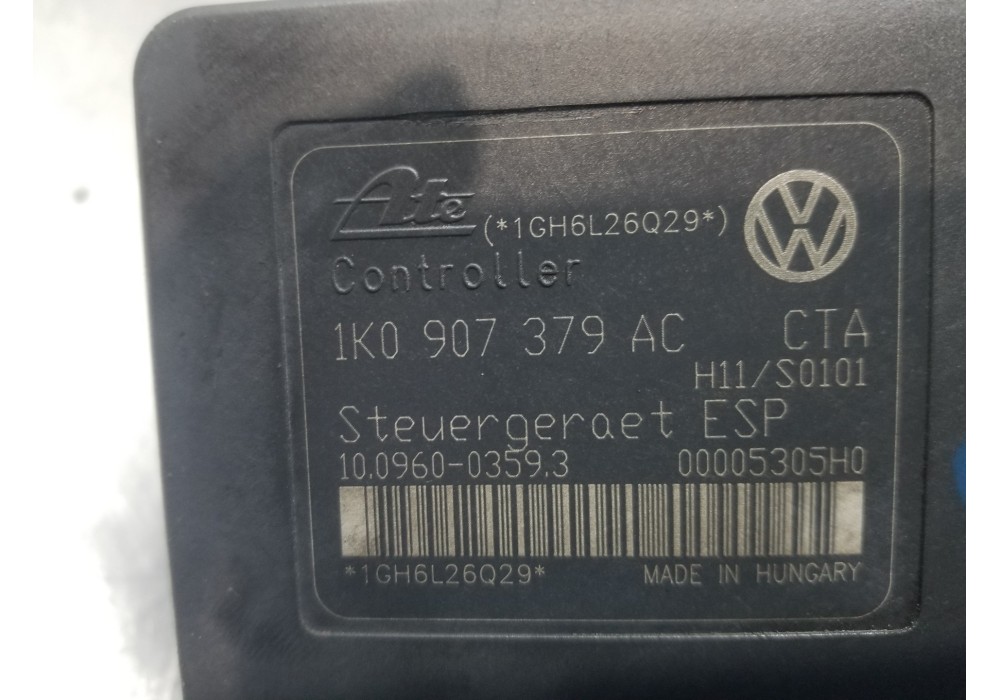 Ate (*1GH6L26Q29*)
Controller
1K0 907 379 AC CTA
H11/S0101
Steuergeraet ESP
10.0960-0359.3 00005305H0
*1GH6L26Q29* MADE IN HUNGARY